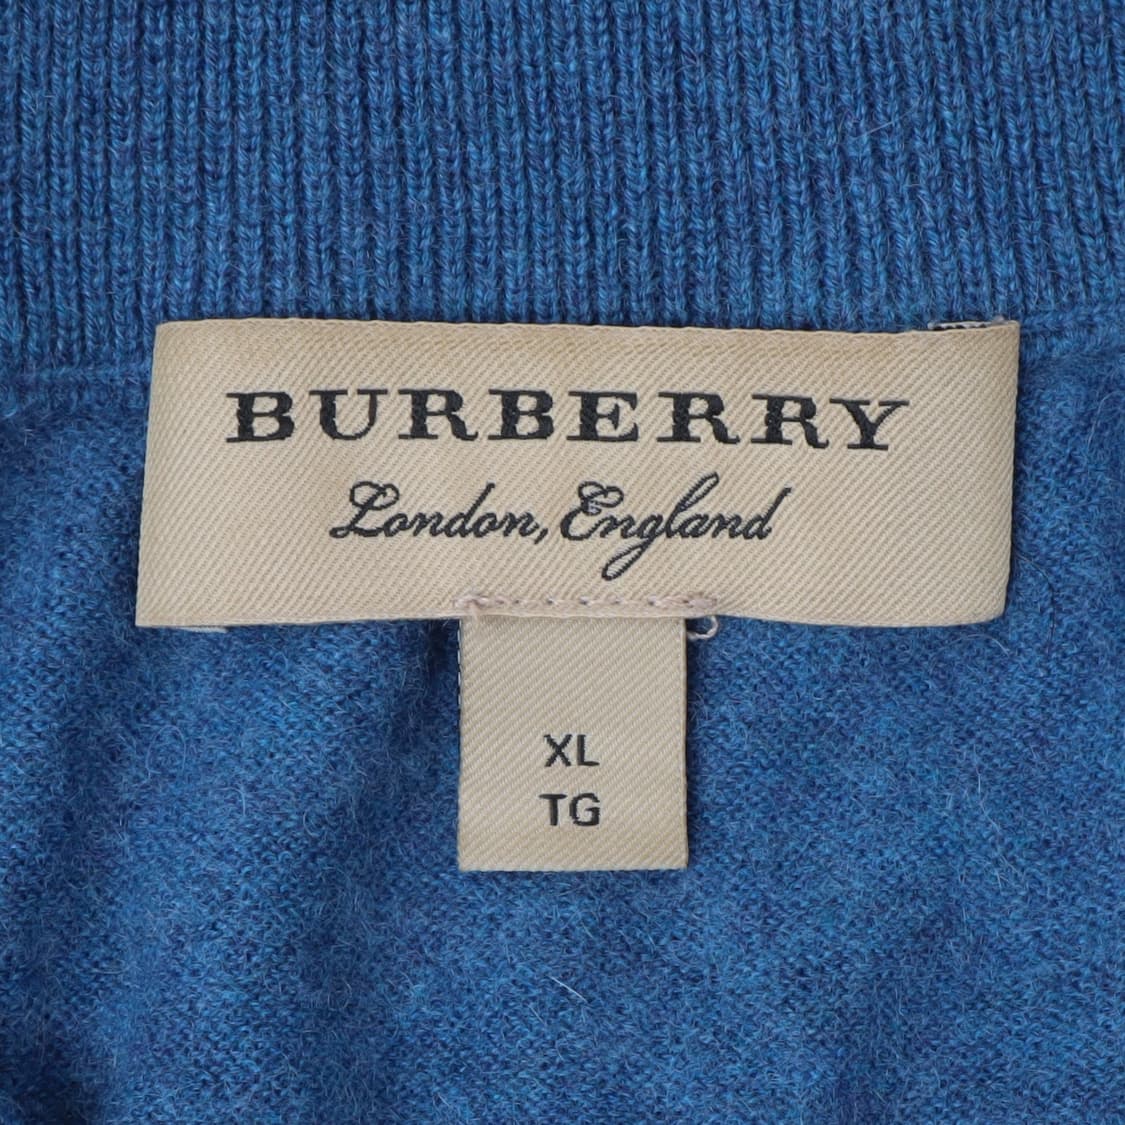 BURBERRY
London, England
XL
TG